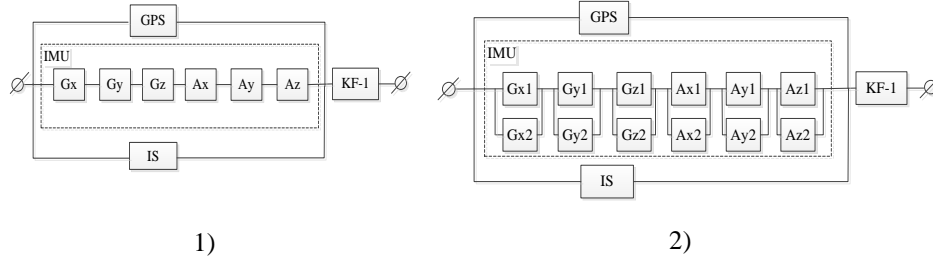 GPS
IMU
Gx Gy Gz Ax Ay Az KF-1
IS
1)
GPS
IMU
Gx1 Gy1 Gz1 Ax1 Ay1 Az1 KF-1
Gx2 Gy2 Gz2 Ax2 Ay2 Az2
IS
2)